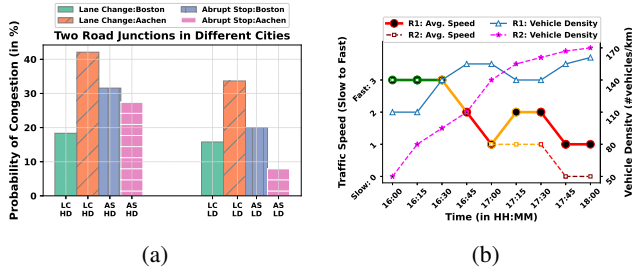 Lane Change:Boston
Abrupt Stop:Boston
Lane Change:Aachen
Abrupt Stop:Aachen
Two Road Junctions in Different Cities
Probability of Congestion (in %)
40
30
20
10
0
LC HD
LC HD
AS HD
AS HD
LC LD
LC LD
AS LD
AS LD
(a)
R1: Avg. Speed
R1: Vehicle Density
R2: Avg. Speed
R2: Vehicle Density
Traffic Speed (Slow to Fast)
Fast: 3
2
1
Slow: 0
170
140
110
80
50
Vehicle Density (#vehicles/km)
16:00
16:15
16:30
16:45
17:00
17:15
17:30
17:45
18:00
Time (in HH:MM)
(b)